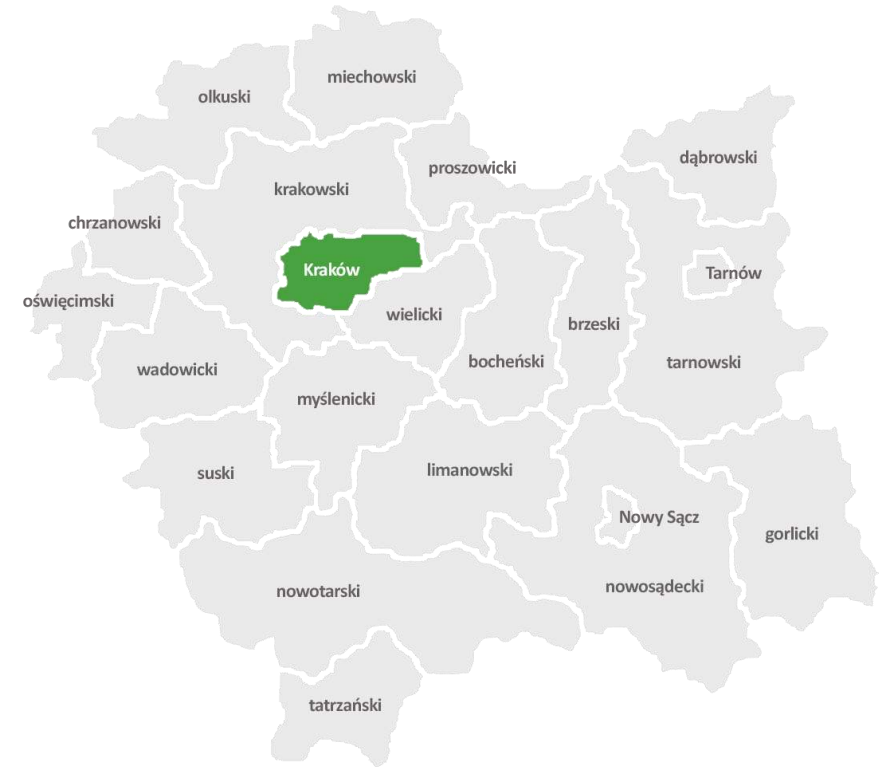 miechowski
olkuski
dąbrowski
proszowicki
krakowski
chrzanowski
Kraków
Tarnów
oświęcimski
wielicki
brzeski
bocheński
tarnowski
wadowicki
myślenicki
limanowski
suski
Nowy Sącz
gorlicki
nowosądecki
nowotarski
tatrzański